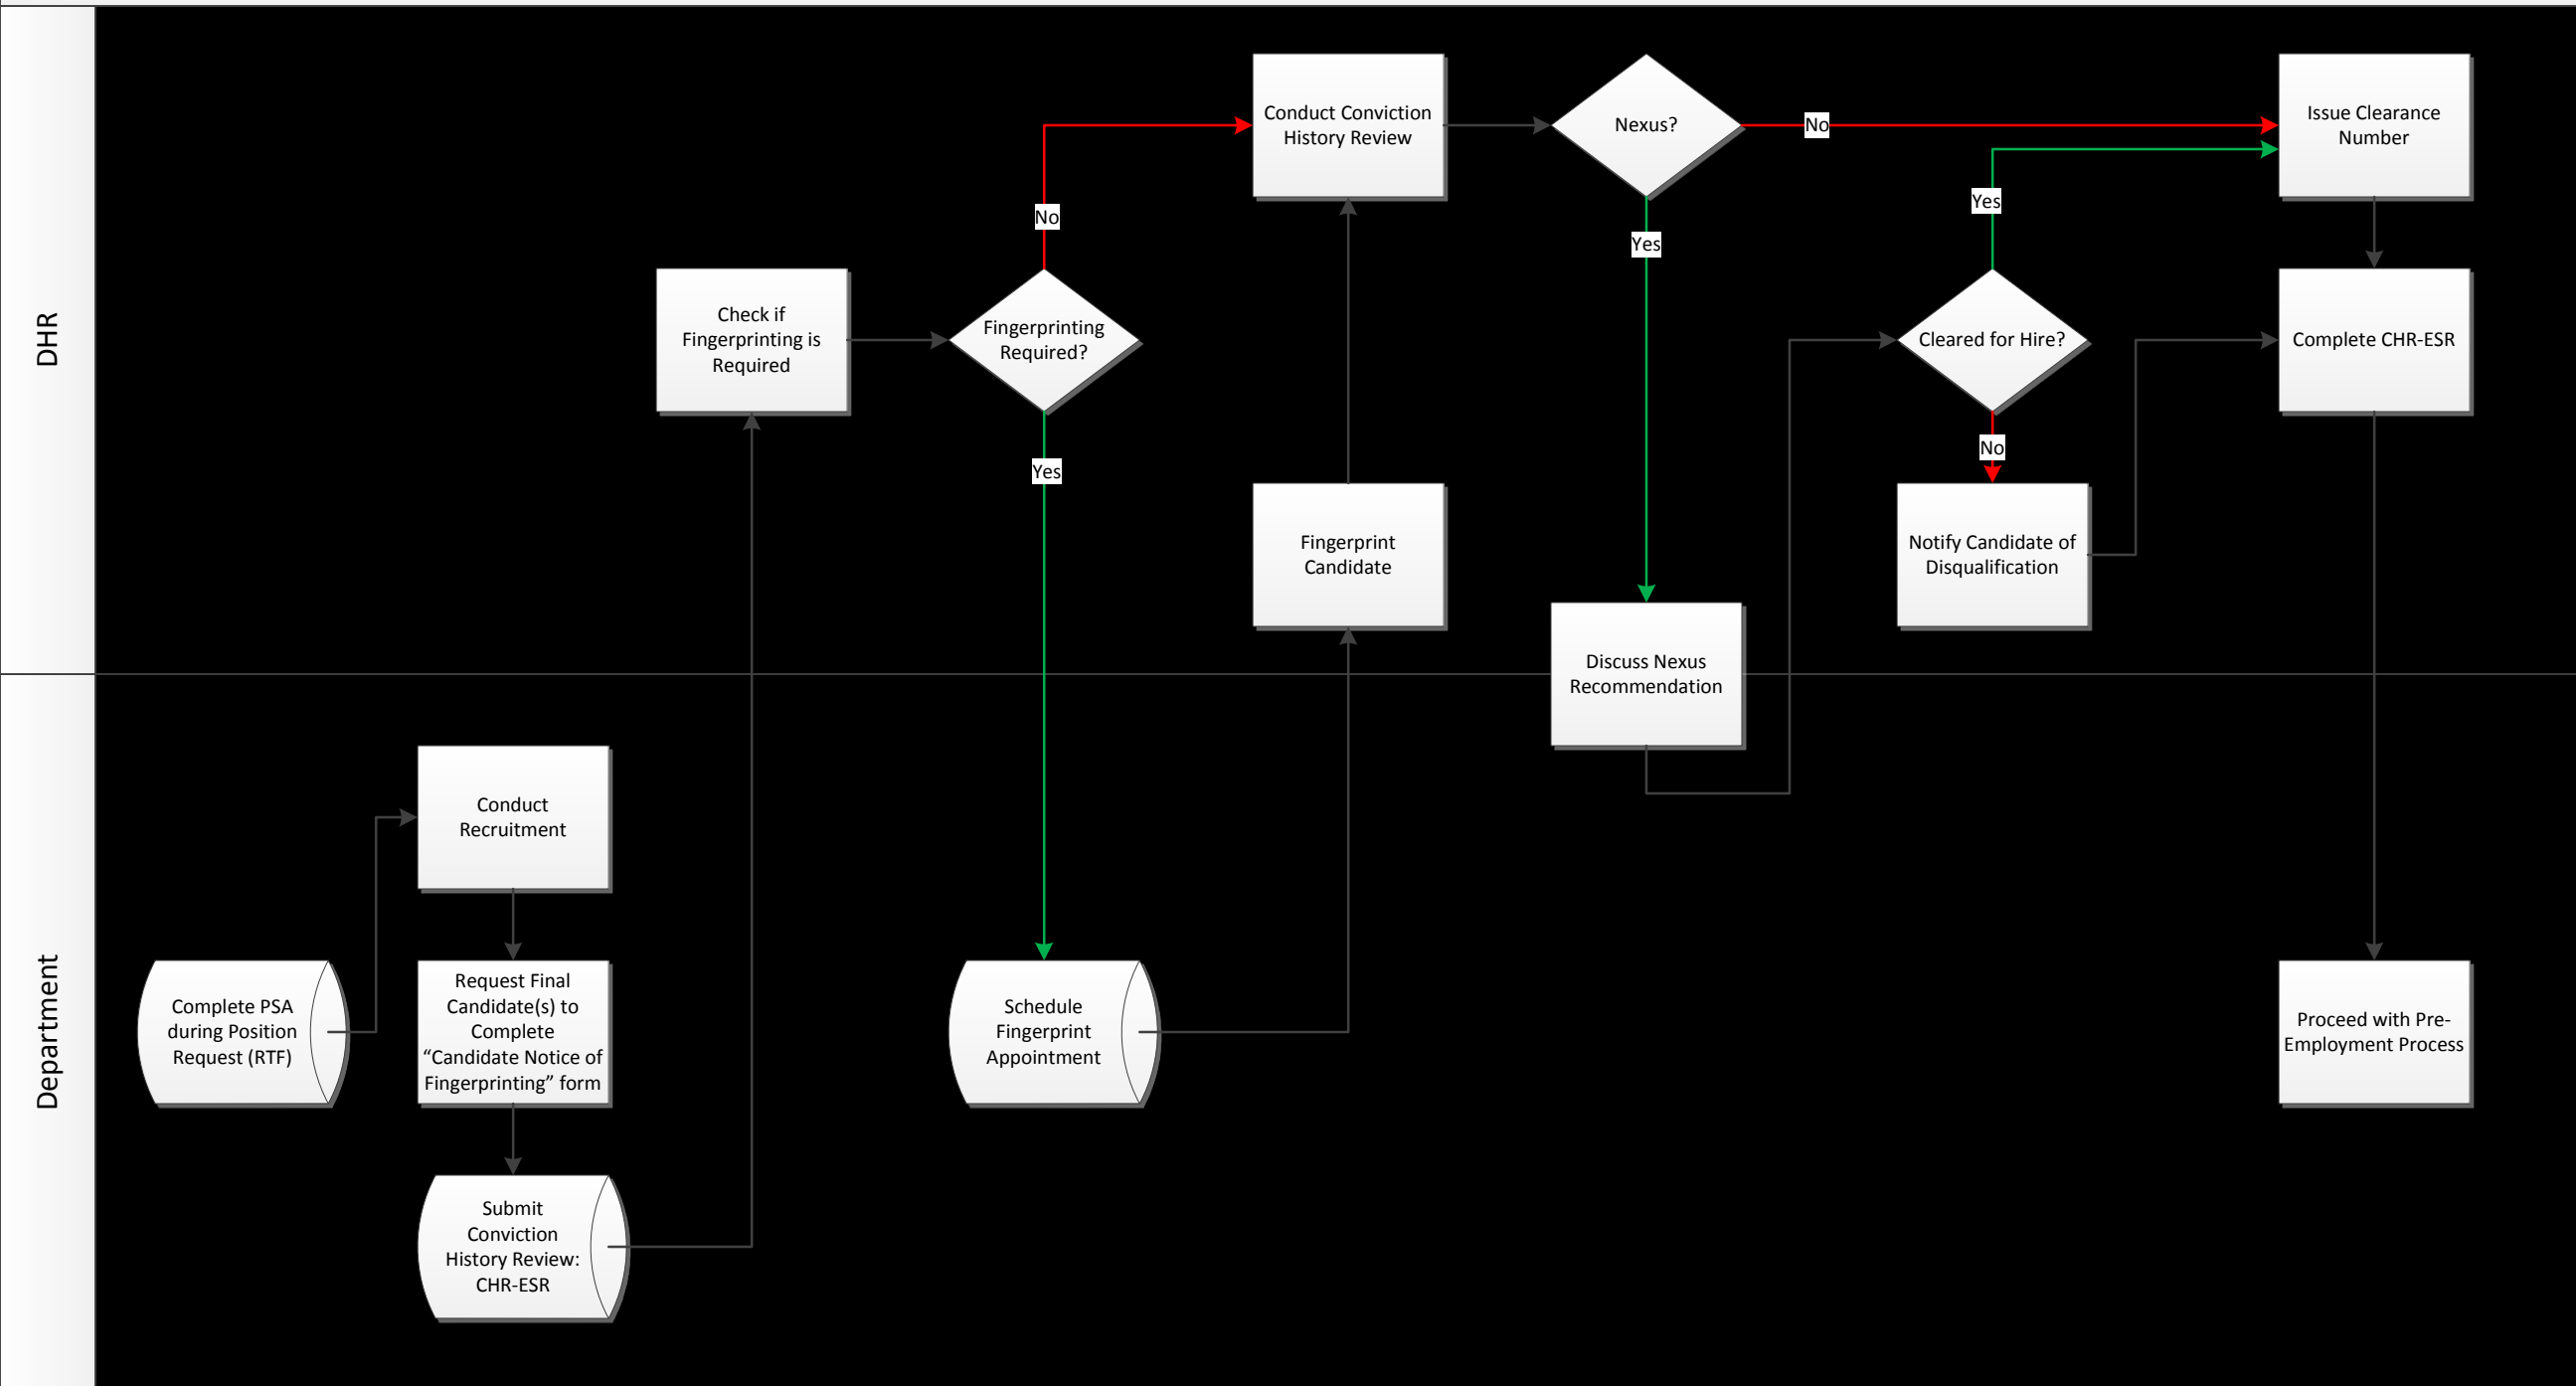 DHR
Conduct Conviction
History Review
Nexus?
No
Issue Clearance
Number
No
Yes
Yes
Check if
Fingerprinting is
Required
Fingerprinting
Required?
Cleared for Hire?
Complete CHR-ESR
Yes
No
Fingerprint
Candidate
Notify Candidate of
Disqualification
Discuss Nexus
Recommendation
Department
Conduct
Recruitment
Complete PSA
during Position
Request (RTF)
Request Final
Candidate(s) to
Complete
“Candidate Notice of
Fingerprinting” form
Schedule
Fingerprint
Appointment
Proceed with Pre-
Employment Process
Submit
Conviction
History Review:
CHR-ESR